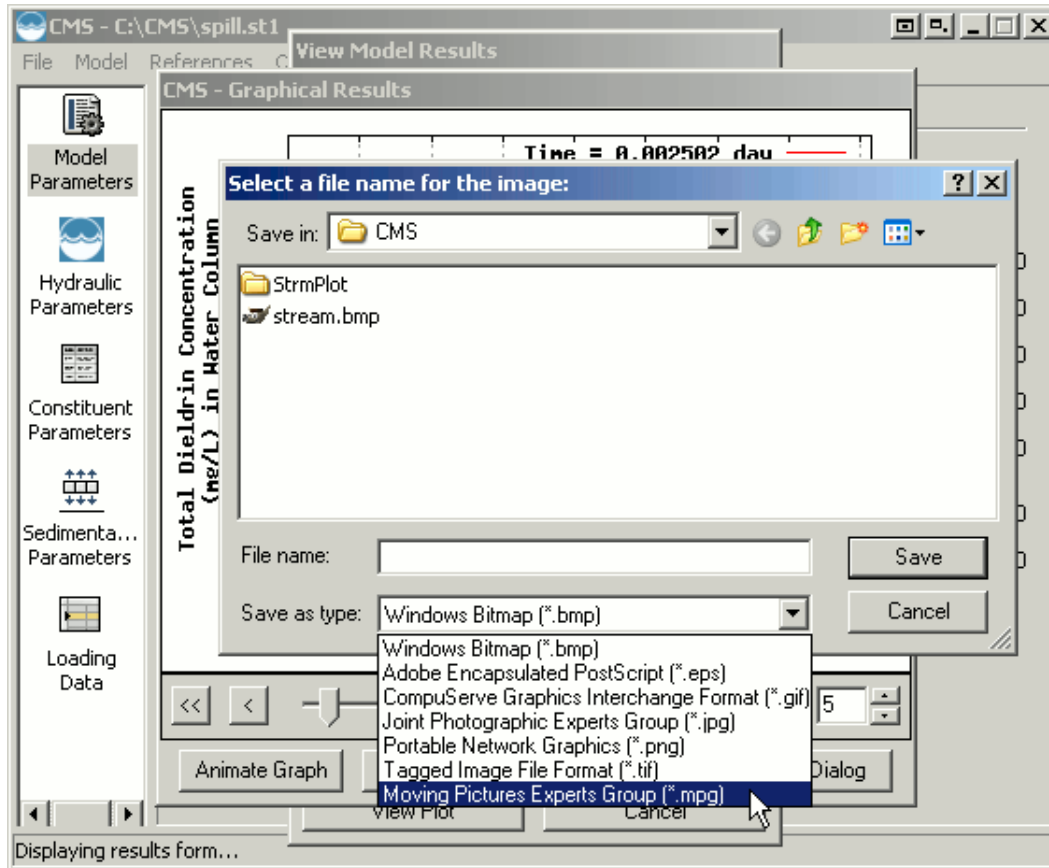 CMS - C:\CMS\spill.st1
File Model References
View Model Results
CMS - Graphical Results
Model
Parameters
Hydraulic
Parameters
Constituent
Parameters
Sedimenta...
Parameters
Loading
Data
Time = 0.002502 day
Total Dieldrin Concentration
(mg/L) in Water Column
Select a file name for the image:
Save in: CMS
StrmPlot
stream.bmp
File name:
Save
Save as type: Windows Bitmap (*.bmp)
Cancel
Windows Bitmap (*.bmp)
Adobe Encapsulated PostScript (*.eps)
CompuServe Graphics Interchange Format (*.gif)
Joint Photographic Experts Group (*.jpg)
Portable Network Graphics (*.png)
Tagged Image File Format (*.tif)
Moving Pictures Experts Group (*.mpg)
<< < 5
Animate Graph Dialog
View Plot Cancel
Displaying results form...